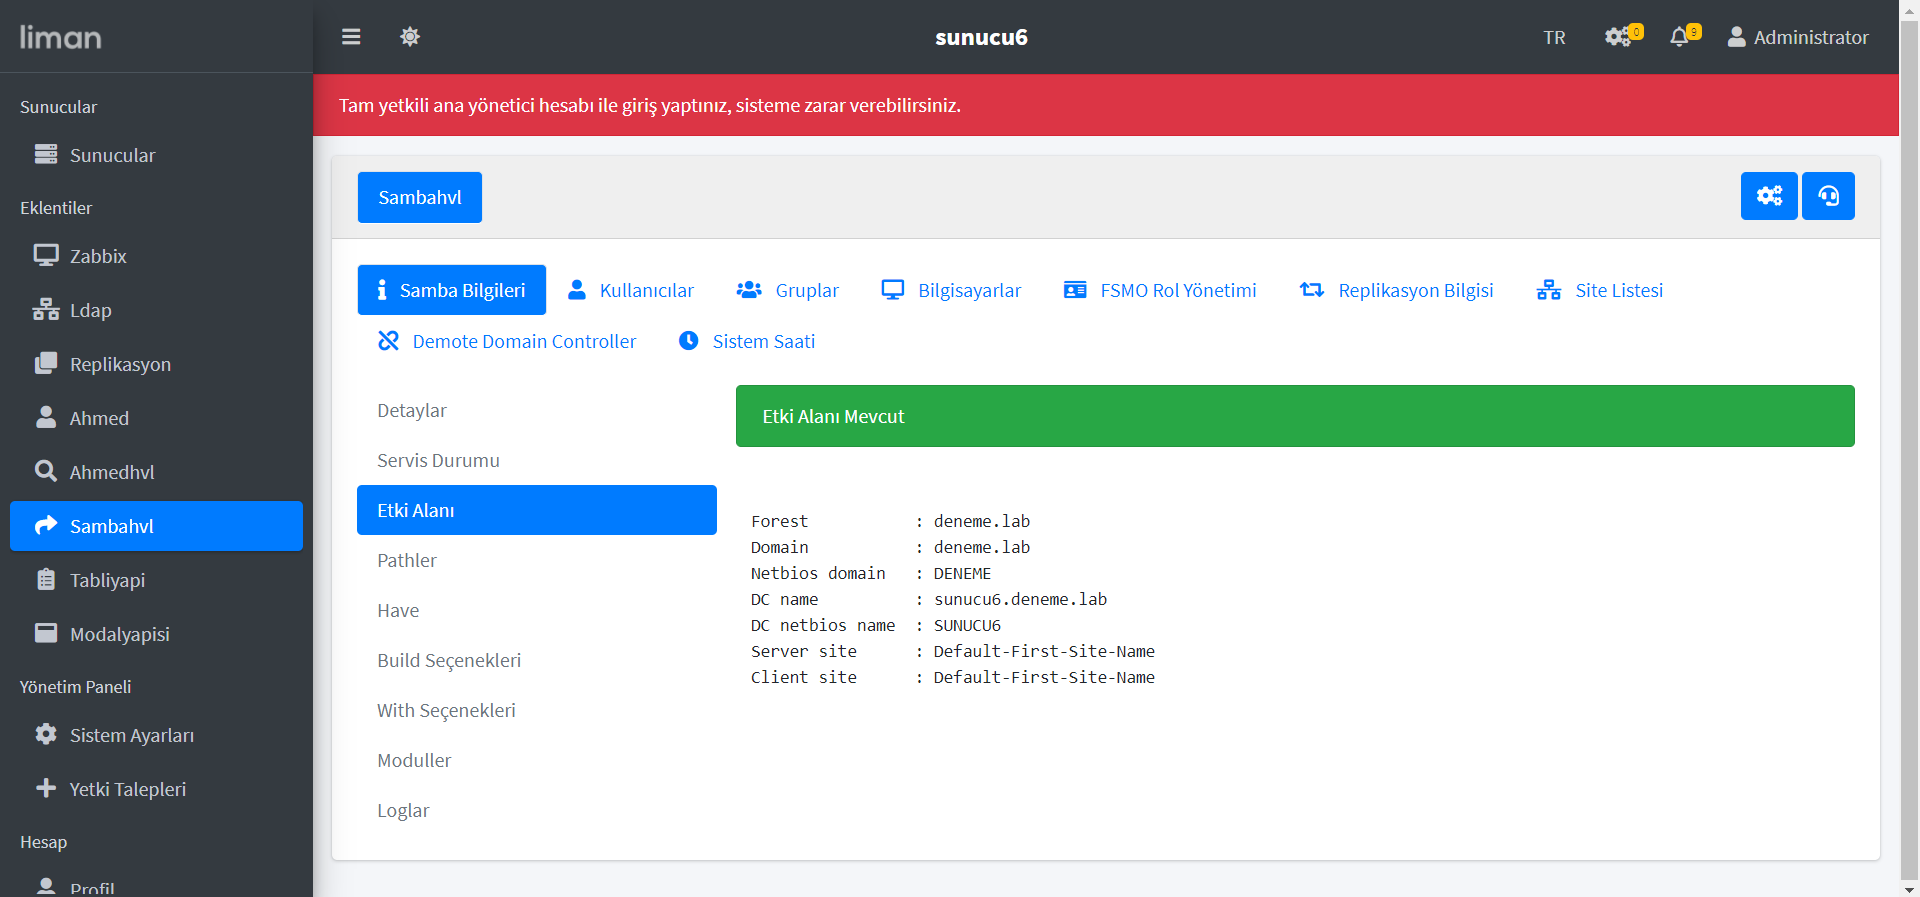 liman
sunucu6
TR
0
9
Administrator
Tam yetkili ana yönetici hesabı ile giriş yaptınız, sisteme zarar verebilirsiniz.
Sunucular
Sunucular
Eklentiler
Zabbix
Ldap
Replikasyon
Ahmed
Ahmedhvl
Sambahvl
Tabliyapi
Modalyapisi
Yönetim Paneli
Sistem Ayarları
Yetki Talepleri
Hesap
Profil
Sambahvl
Samba Bilgileri
Kullanıcılar
Gruplar
Bilgisayarlar
FSMO Rol Yönetimi
Replikasyon Bilgisi
Site Listesi
Demote Domain Controller
Sistem Saati
Detaylar
Servis Durumu
Etki Alanı
Pathler
Have
Build Seçenekleri
With Seçenekleri
Moduller
Loglar
Etki Alanı Mevcut
Forest : deneme.lab
Domain : deneme.lab
Netbios domain : DENEME
DC name : sunucu6.deneme.lab
DC netbios name : SUNUCU6
Server site : Default-First-Site-Name
Client site : Default-First-Site-Name